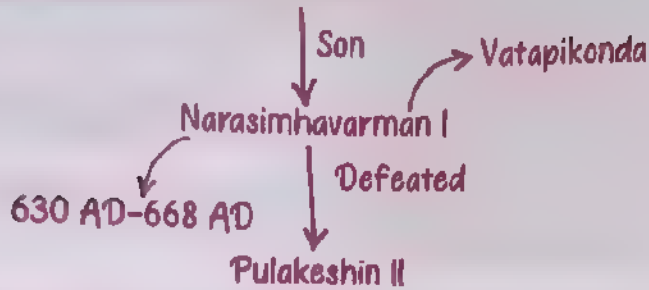 Son
Vatapikonda
Narasimhavarman I
Defeated
630 AD-668 AD
Pulakeshin II